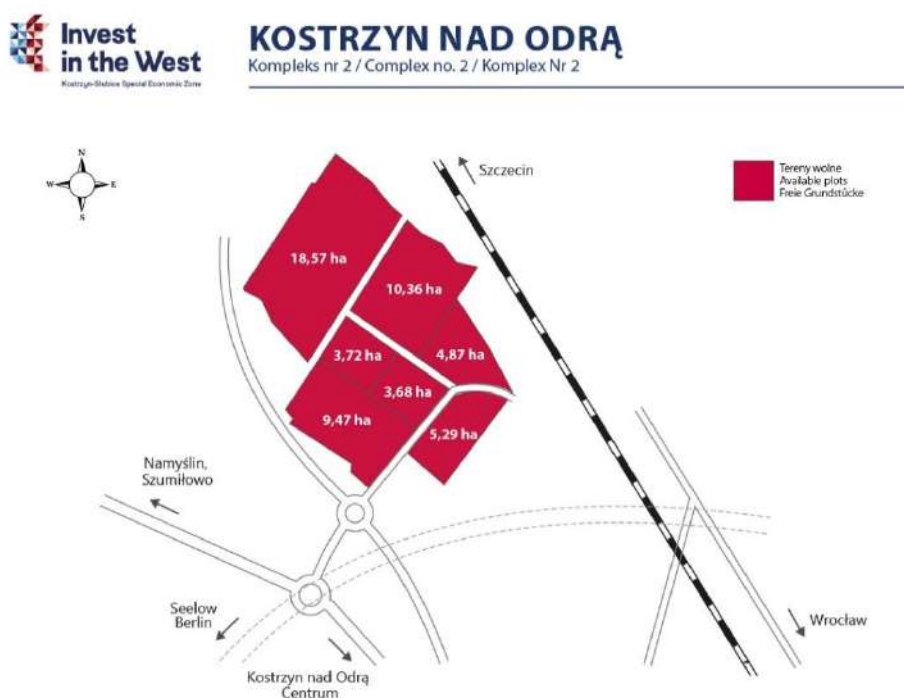 Invest
in the West
Kostrzyn-Słubice Special Economic Zone
KOSTRZYN NAD ODRĄ
Kompleks nr 2 / Complex no. 2 / Komplex Nr 2
N
W
E
S
Szczecin
Tereny wolne
Available plots
Freie Grundstücke
18,57 ha
10,36 ha
3,72 ha
4,87 ha
3,68 ha
9,47 ha
5,29 ha
Namyślin,
Szumiłowo
Seelow
Berlin
Wrocław
Kostrzyn nad Odrą
Centrum